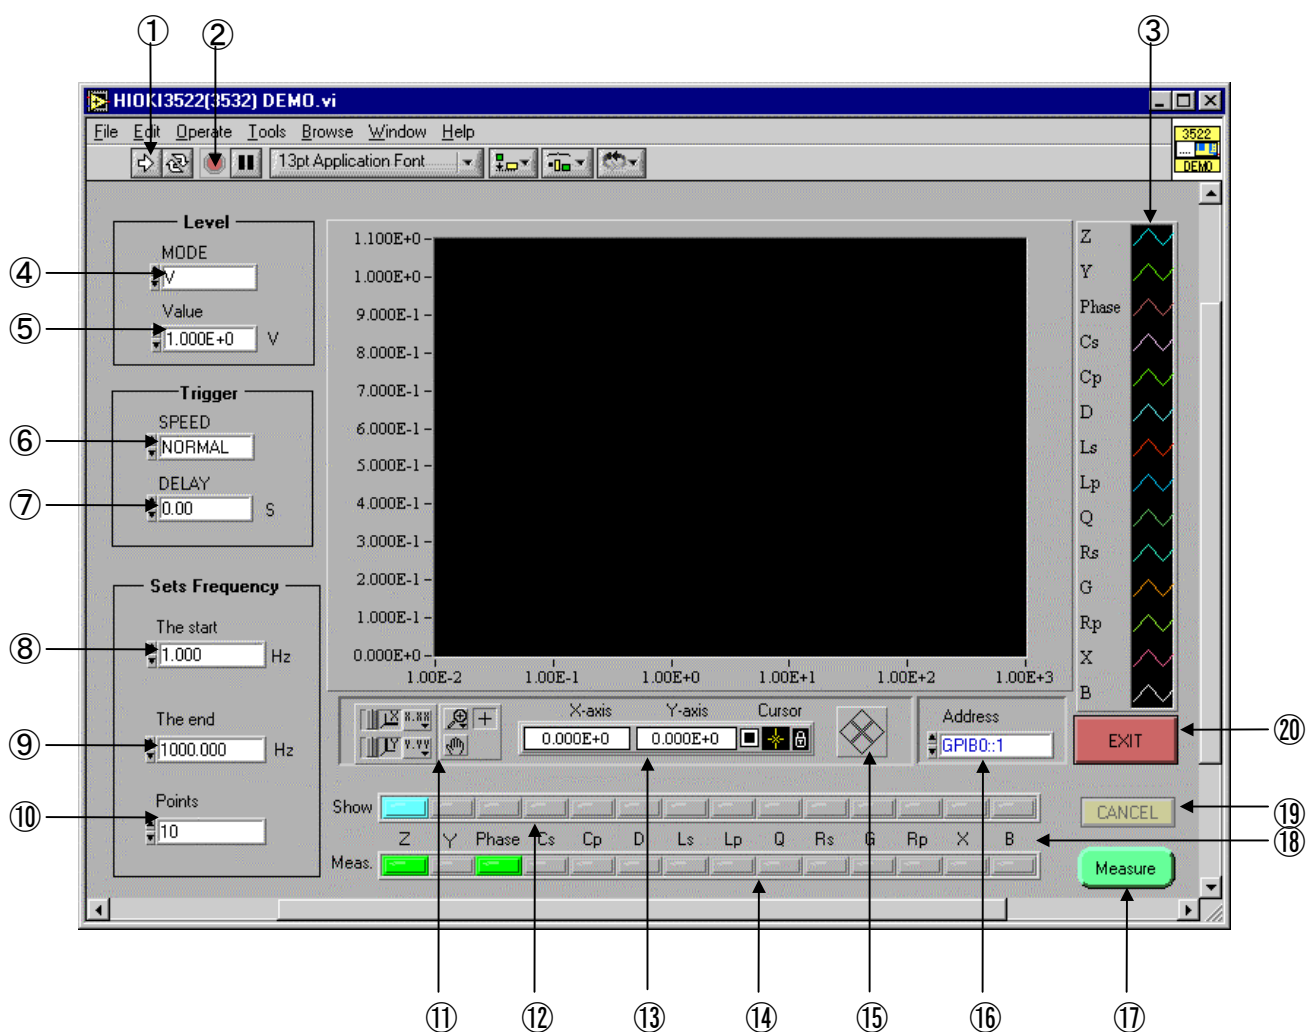 ① ② ③
HIOKI3522(3532) DEMO.vi
File Edit Operate Tools Browse Window Help
3522
DEMO
13pt Application Font
Level
MODE
④ V
Value
⑤ 1.000E+0 V
Trigger
SPEED
⑥ NORMAL
DELAY
⑦ 0.00 S
Sets Frequency
The start
⑧ 1.000 Hz
The end
⑨ 1000.000 Hz
Points
⑩ 10
1.100E+0
1.000E+0
9.000E-1
8.000E-1
7.000E-1
6.000E-1
5.000E-1
4.000E-1
3.000E-1
2.000E-1
1.000E-1
0.000E+0
1.00E-2 1.00E-1 1.00E+0 1.00E+1 1.00E+2 1.00E+3
Z
Y
Phase
Cs
Cp
D
Ls
Lp
Q
Rs
G
Rp
X
B
X X.XX
Y Y.YY
X-axis Y-axis Cursor
0.000E+0 0.000E+0
Address
GPIB0::1
EXIT ⑳
Show
CANCEL ⑲
Z Y Phase Cs Cp D Ls Lp Q Rs G Rp X B ⑱
Meas.
Measure
⑪ ⑫ ⑬ ⑭ ⑮ ⑯ ⑰